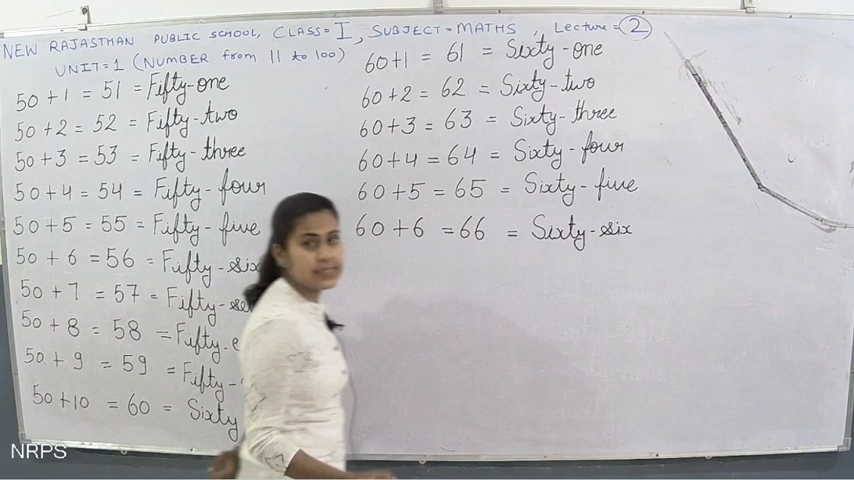 NEW RAJASTHAN PUBLIC SCHOOL, CLASS=I, SUBJECT=MATHS, Lecture=2
UNIT=1 (NUMBER from 11 to 100)
50+1=51=Fifty-one
50+2=52=Fifty-two
50+3=53=Fifty-three
50+4=54=Fifty-four
50+5=55=Fifty-five
50+6=56=Fifty-six
50+7=57=Fifty-
50+8=58=Fifty-
50+9=59=Fifty-
50+10=60=Sixty
60+1=61=Sixty-one
60+2=62=Sixty-two
60+3=63=Sixty-three
60+4=64=Sixty-four
60+5=65=Sixty-five
60+6=66=Sixty-six
NRPS